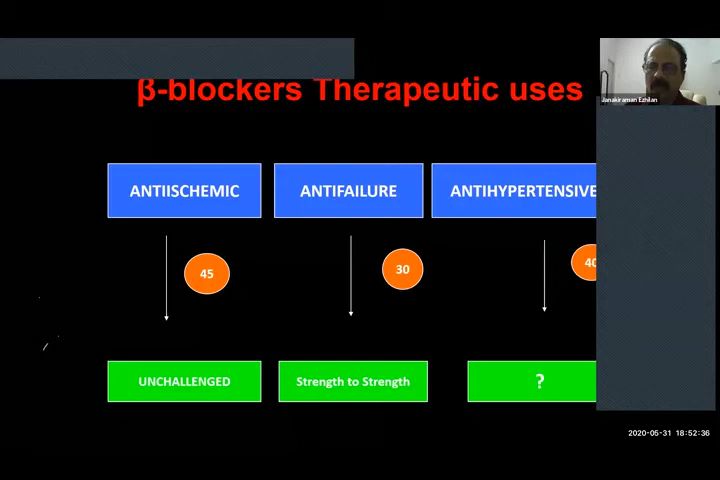 β-blockers Therapeutic uses
Janakiraman Ezhilan
ANTIISCHEMIC ANTIFAILURE ANTIHYPERTENSIVE
45 30 40
UNCHALLENGED Strength to Strength ?
2020-05-31 18:52:36